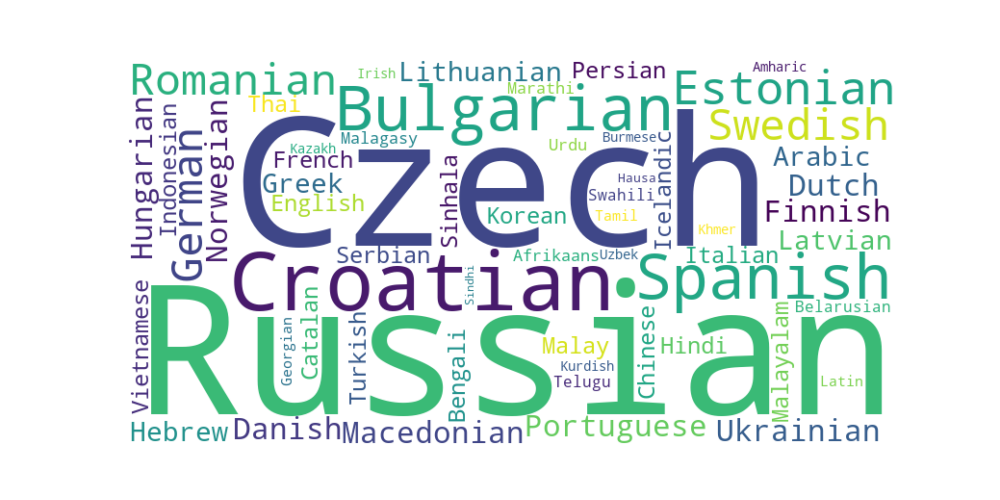 Romanian
Irish
Lithuanian
Persian
Amharic
Marathi
Estonian
Bulgarian
Thai
Swedish
Hungarian
Indonesian
German
Norwegian
Czech
Malagasy
Kazakh
French
Urdu
Burmese
Icelandic
Arabic
Greek
Sinhala
Hausa
Dutch
English
Swahili
Korean
Tamil
Finnish
Khmer
Latvian
Serbian
Afrikaans
Uzbek
Italian
Croatian
Sindhi
Spanish
Vietnamese
Russian
Georgian
Catalan
Turkish
Bengali
Malay
Chinese
Hindi
Malayalam
Belarusian
Kurdish
Telugu
Latin
Hebrew
Danish
Macedonian
Portuguese
Ukrainian